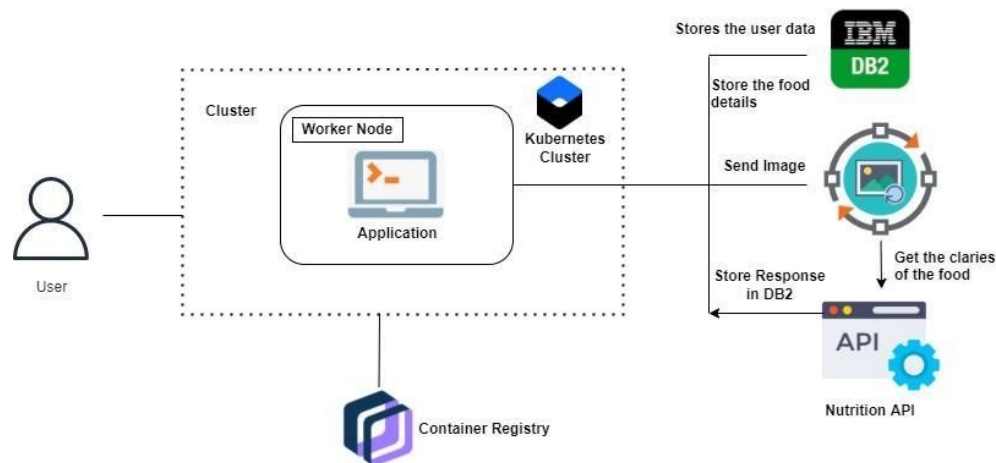 Stores the user data
IBM
DB2
Store the food
details
Cluster
Worker Node
Kubernetes
Cluster
Send Image
Application
User
Get the claries
of the food
Store Response
in DB2
API
Nutrition API
Container Registry